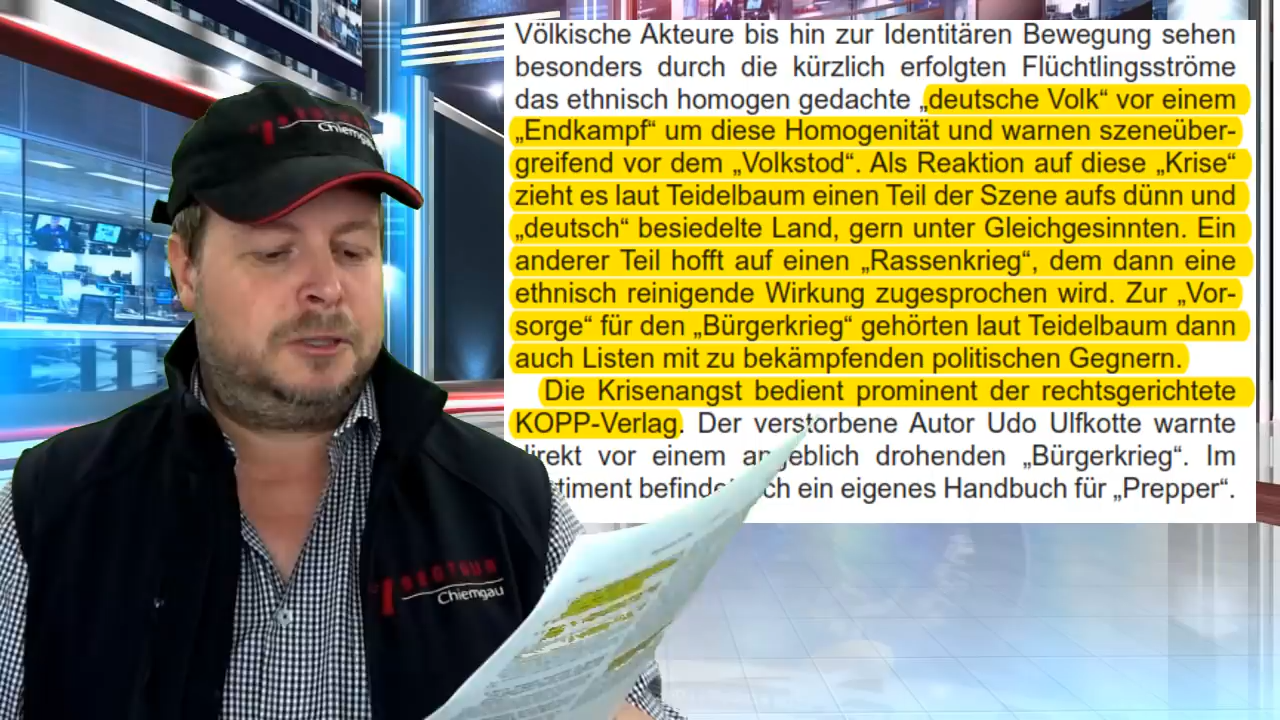 Völkische Akteure bis hin zur Identitären Bewegung sehen
besonders durch die kürzlich erfolgten Flüchtlingsströme
das ethnisch homogen gedachte „deutsche Volk“ vor einem
„Endkampf“ um diese Homogenität und warnen szeneüber-
greifend vor dem „Volkstod“. Als Reaktion auf diese „Krise“
zieht es laut Teidelbaum einen Teil der Szene aufs dünn und
„deutsch“ besiedelte Land, gern unter Gleichgesinnten. Ein
anderer Teil hofft auf einen „Rassenkrieg“, dem dann eine
ethnisch reinigende Wirkung zugesprochen wird. Zur „Vor-
sorge“ für den „Bürgerkrieg“ gehörten laut Teidelbaum dann
auch Listen mit zu bekämpfenden politischen Gegnern.
Die Krisenangst bedient prominent der rechtsgerichtete
KOPP-Verlag. Der verstorbene Autor Udo Ulfkotte warnte
direkt vor einem angeblich drohenden „Bürgerkrieg“. Im
ein eigenes Handbuch für „Prepper“.
Chiemgau